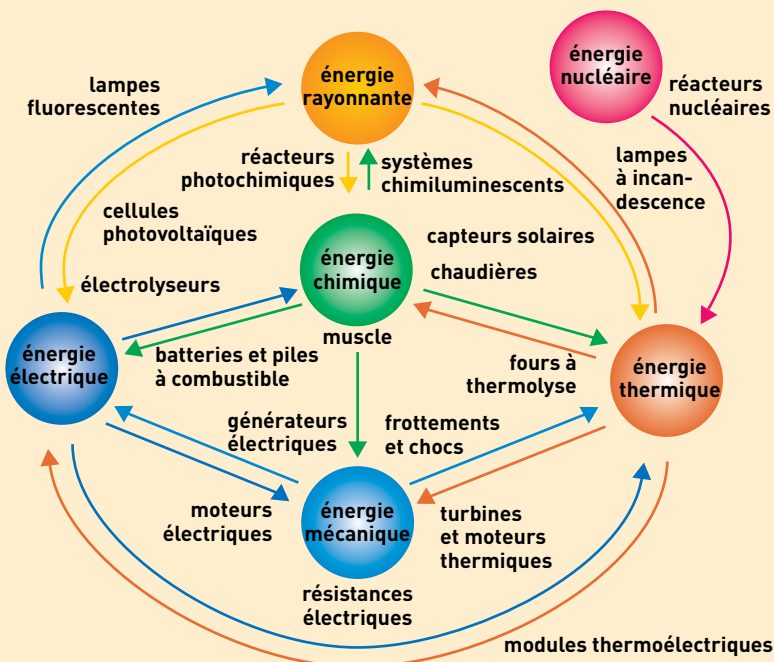 énergie
rayonnante
énergie
nucléaire
lampes
fluorescentes
réacteurs
nucléaires
réacteurs
photochimiques
systèmes
chimiluminescents
lampes
à incan-
descence
cellules
photovoltaïques
capteurs solaires
énergie
chimique
chaudières
électrolyseurs
muscle
énergie
électrique
batteries et piles
à combustible
fours à
thermolyse
énergie
thermique
générateurs
électriques
frottements
et chocs
moteurs
électriques
énergie
mécanique
turbines
et moteurs
thermiques
résistances
électriques
modules thermoélectriques